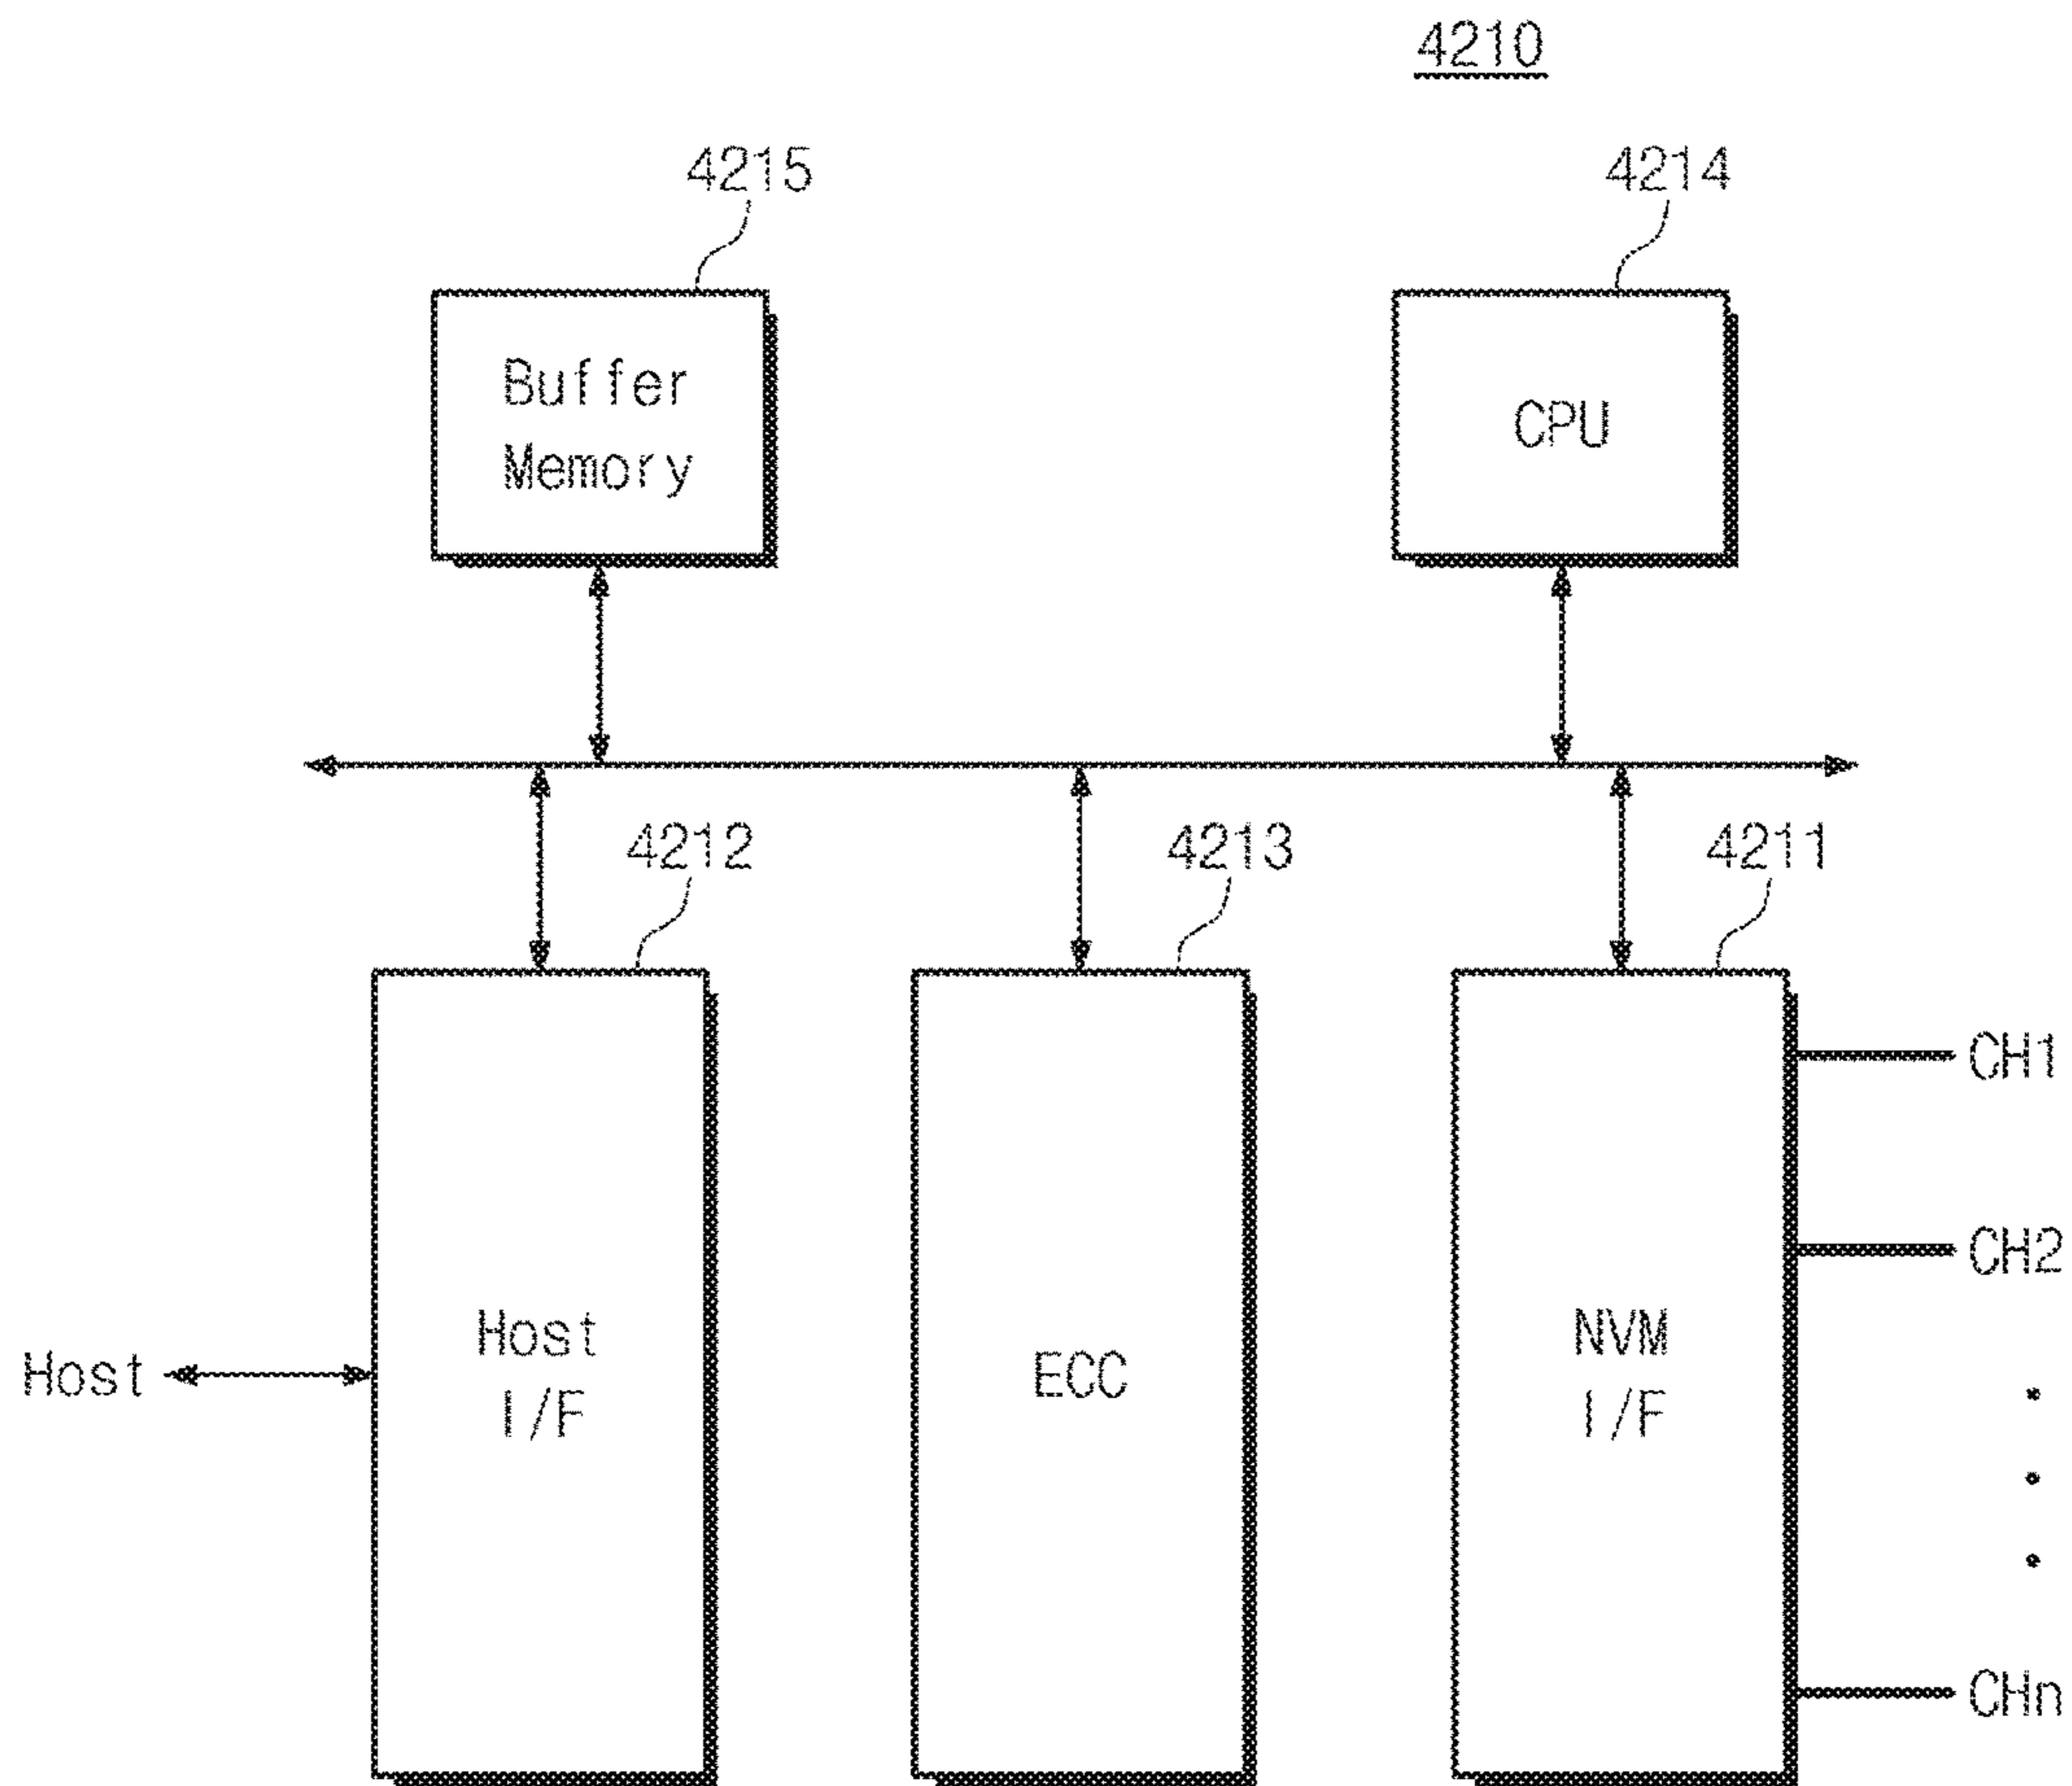 4210
4215
4214
Buffer
Memory
CPU
4212
4213
4211
CH1
CH2
Host
Host
I/F
ECC
NVM
I/F
CHn